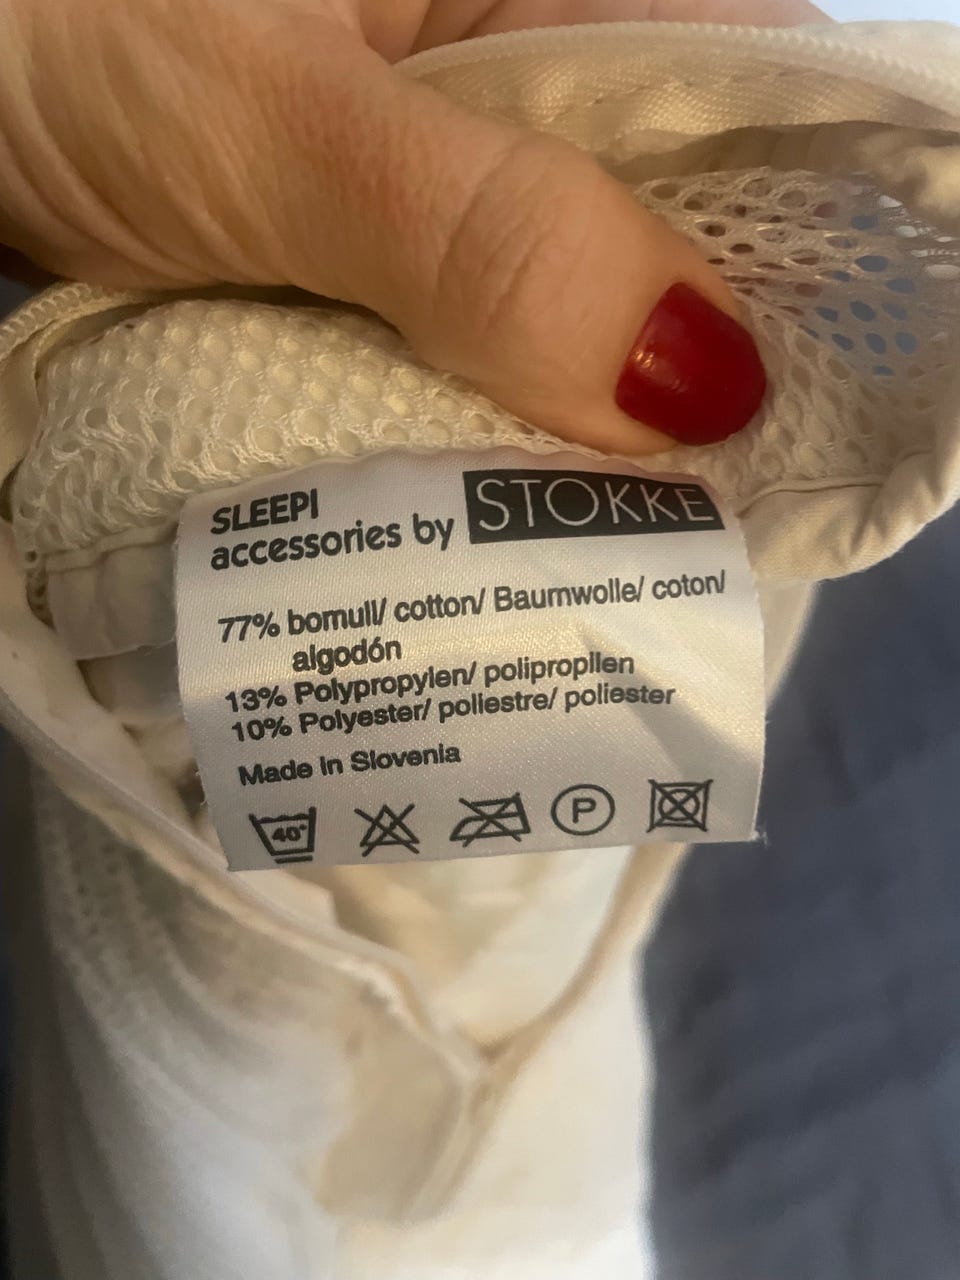 SLEEPI
accessories by STOKKE
77% bomull/ cotton/ Baumwolle/ coton/
algodón
13% Polypropylen/ polipropilen
10% Polyester/ poliestre/ poliester
Made in Slovenia
40° P